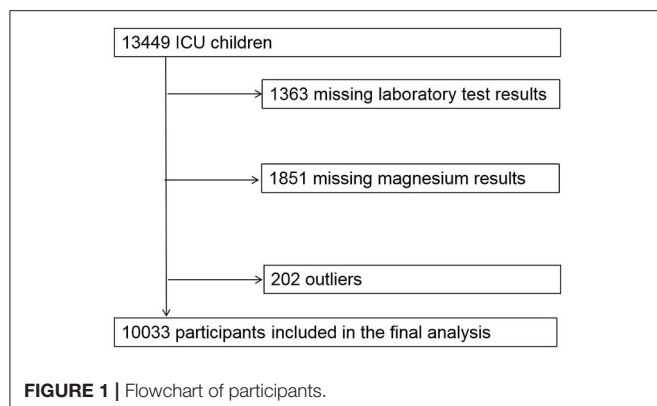 13449 ICU children
1363 missing laboratory test results
1851 missing magnesium results
202 outliers
10033 participants included in the final analysis
FIGURE 1 | Flowchart of participants.